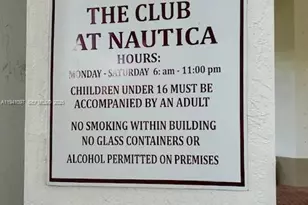 THE CLUB
AT NAUTICA
HOURS:
MONDAY - SATURDAY 6: am - 11:00 pm
CHILDREN UNDER 16 MUST BE
ACCOMPANIED BY AN ADULT
NO SMOKING WITHIN BUILDING
NO GLASS CONTAINERS OR
ALCOHOL PERMITTED ON PREMISES